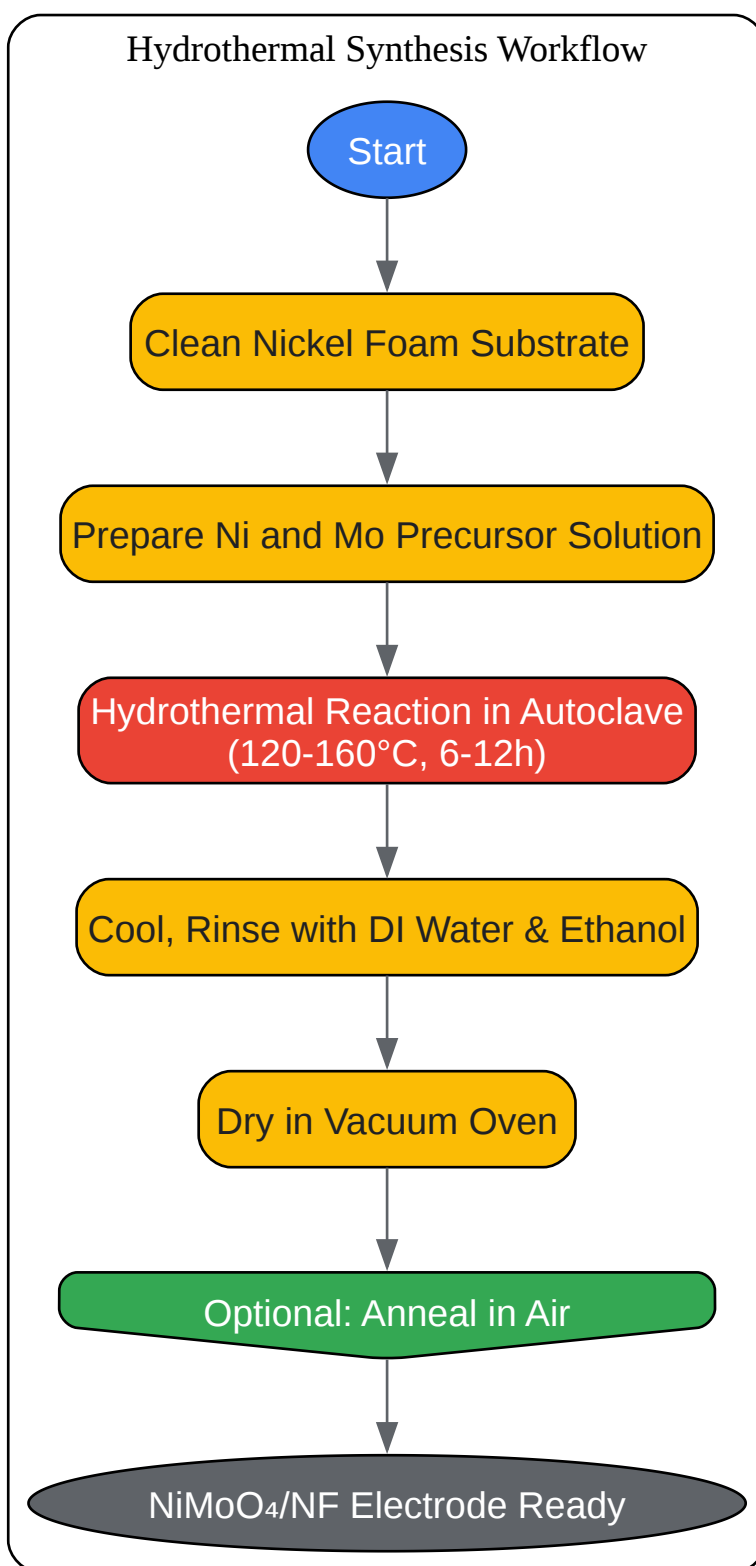 Hydrothermal Synthesis Workflow
Start
Clean Nickel Foam Substrate
Prepare Ni and Mo Precursor Solution
Hydrothermal Reaction in Autoclave
(120-160°C, 6-12h)
Cool, Rinse with DI Water & Ethanol
Dry in Vacuum Oven
Optional: Anneal in Air
NiMoO₄/NF Electrode Ready